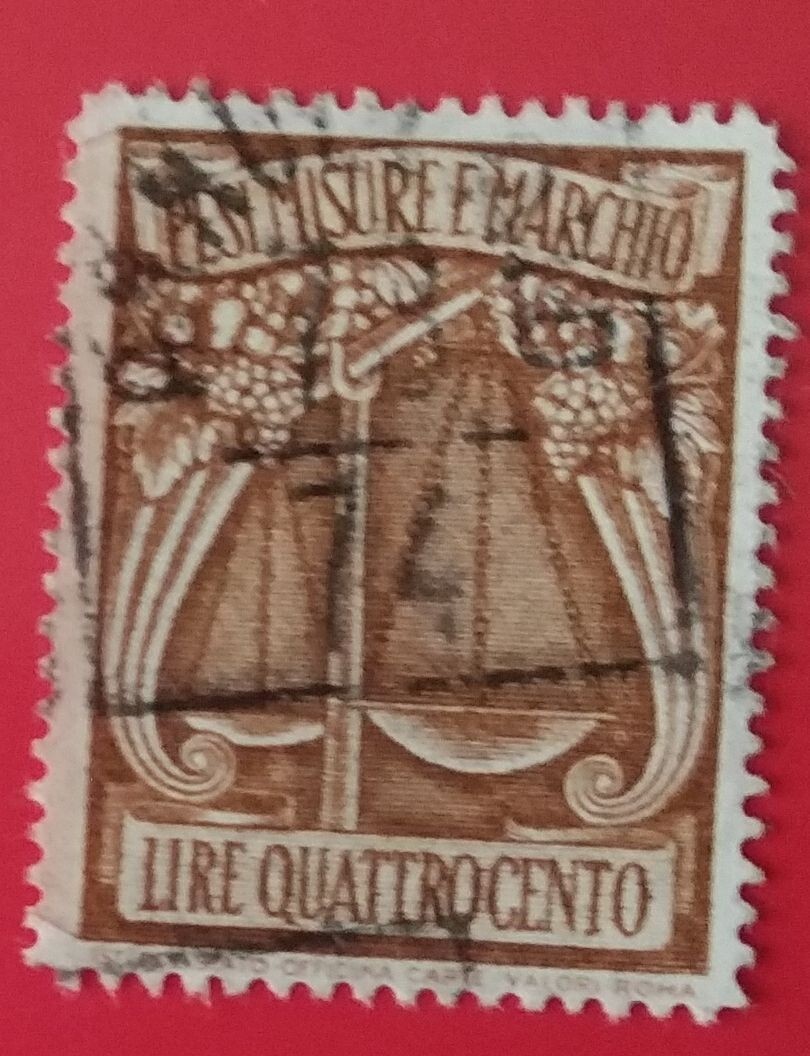 PESI MISURE E MARCHIO
LIRE QUATTROCENTO
OFFICINA CARTE VALORI ROMA